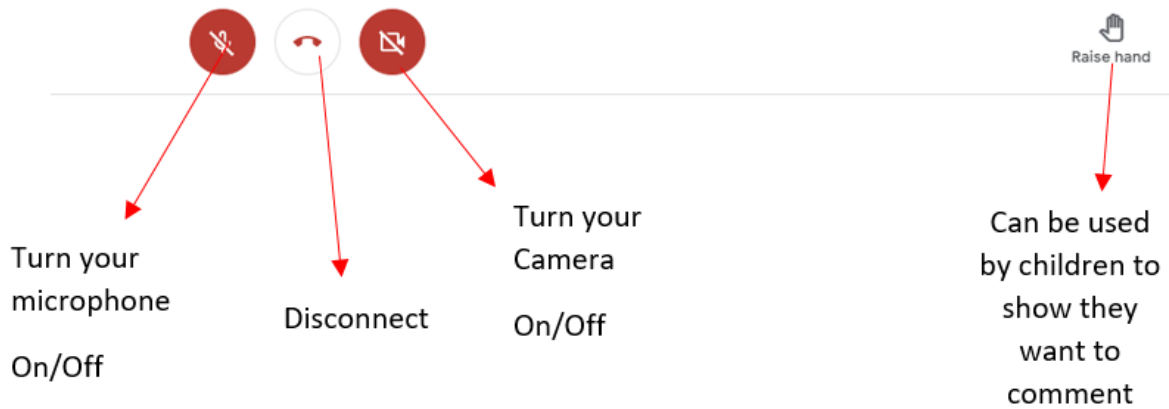 Raise hand
Turn your
microphone
On/Off
Disconnect
Turn your
Camera
On/Off
Can be used
by children to
show they
want to
comment